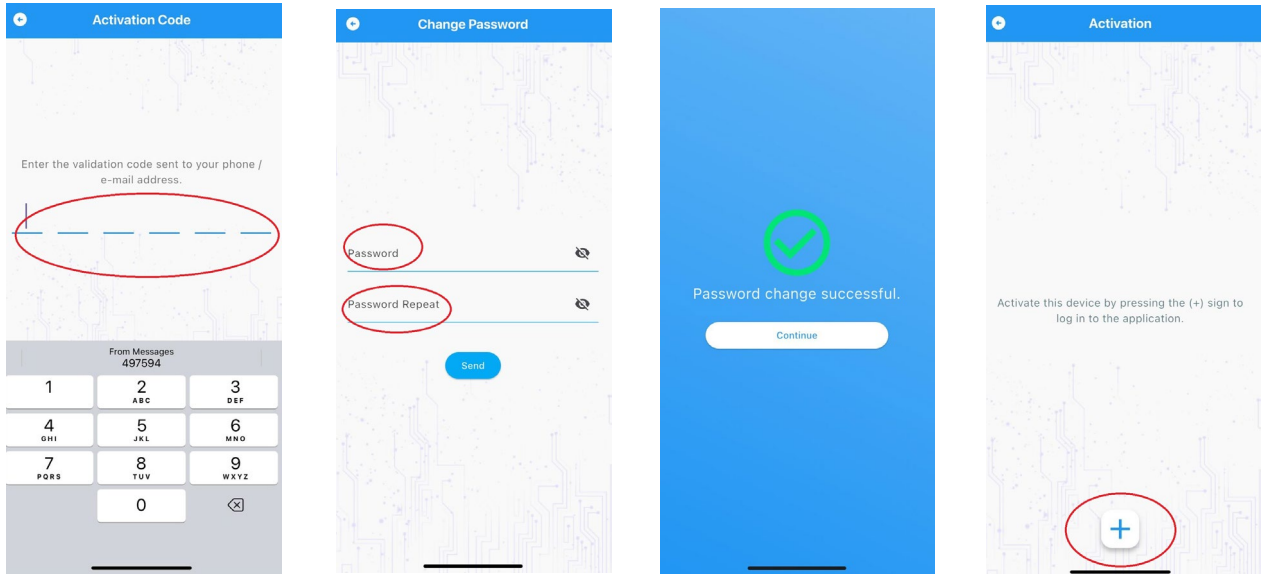 Activation Code
Enter the validation code sent to your phone /
e-mail address.
From Messages
497594
1
2
ABC
3
DEF
4
GHI
5
JKL
6
MNO
7
PQRS
8
TUV
9
WXYZ
0
Change Password
Password
Password Repeat
Send
Password change successful.
Continue
Activation
Activate this device by pressing the (+) sign to
log in to the application.